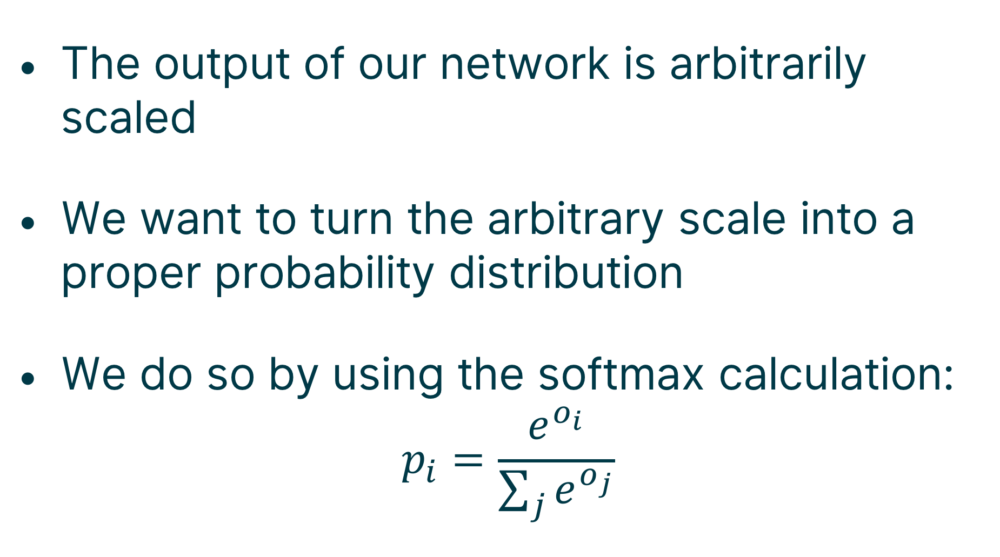 • The output of our network is arbitrarily
scaled
• We want to turn the arbitrary scale into a
proper probability distribution
• We do so by using the softmax calculation:
$p_i = \frac{e^{o_i}}{\sum_j e^{o_j}}$